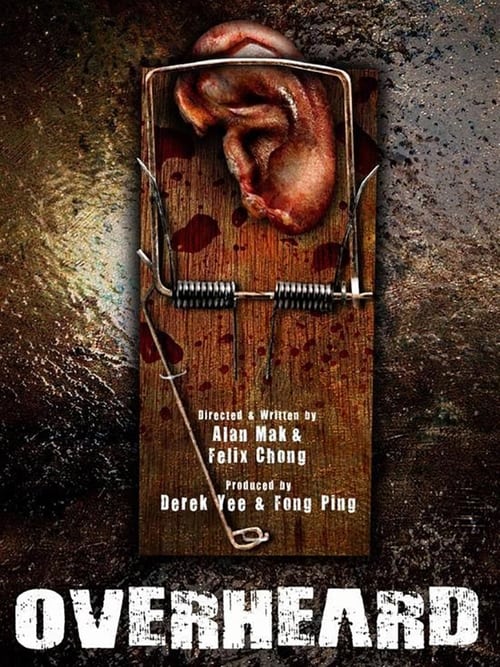 Directed & Written by
Alan Mak &
Felix Chong
Produced by
Derek Yee & Fong Ping
OVERHEARD